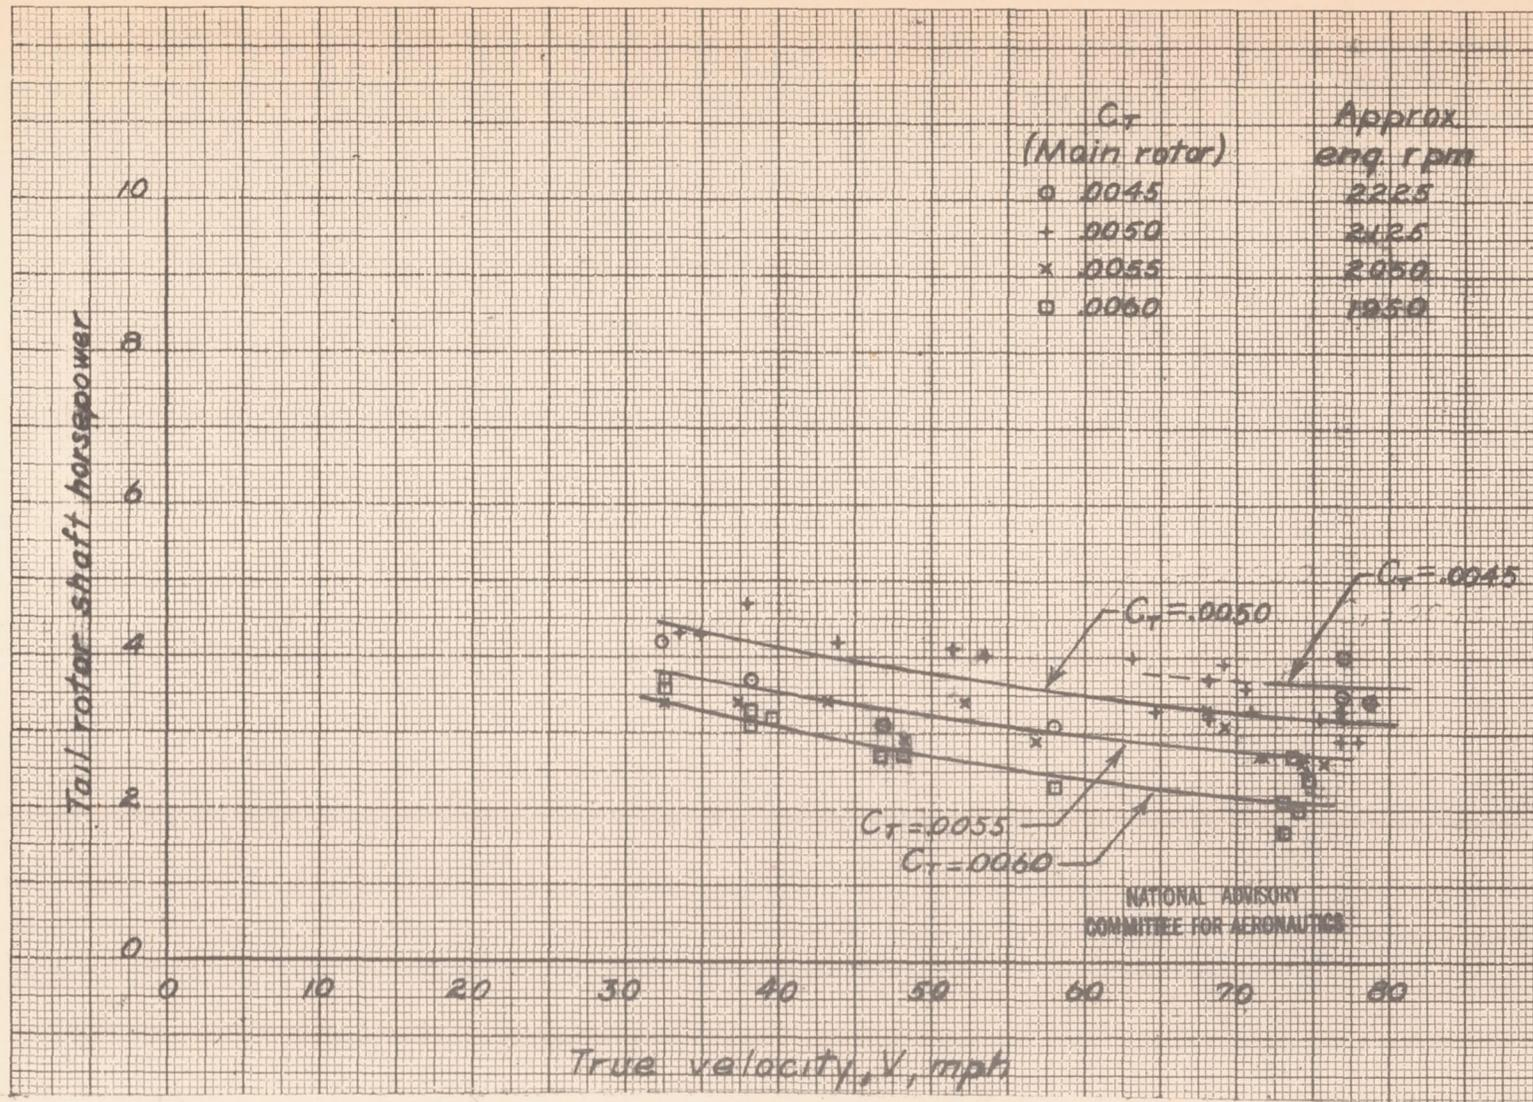 C_T Approx.
(Main rotor) eng. rpm
o .0045 2225
+ .0050 2125
x .0055 2050
□ .0060 1950
10
8
6
4
2
0
Tail rotor shaft horsepower
C_T = .0045
C_T = .0050
C_T = .0055
C_T = .0060
NATIONAL ADVISORY
COMMITTEE FOR AERONAUTICS
0 10 20 30 40 50 60 70 80
True velocity, V, mph